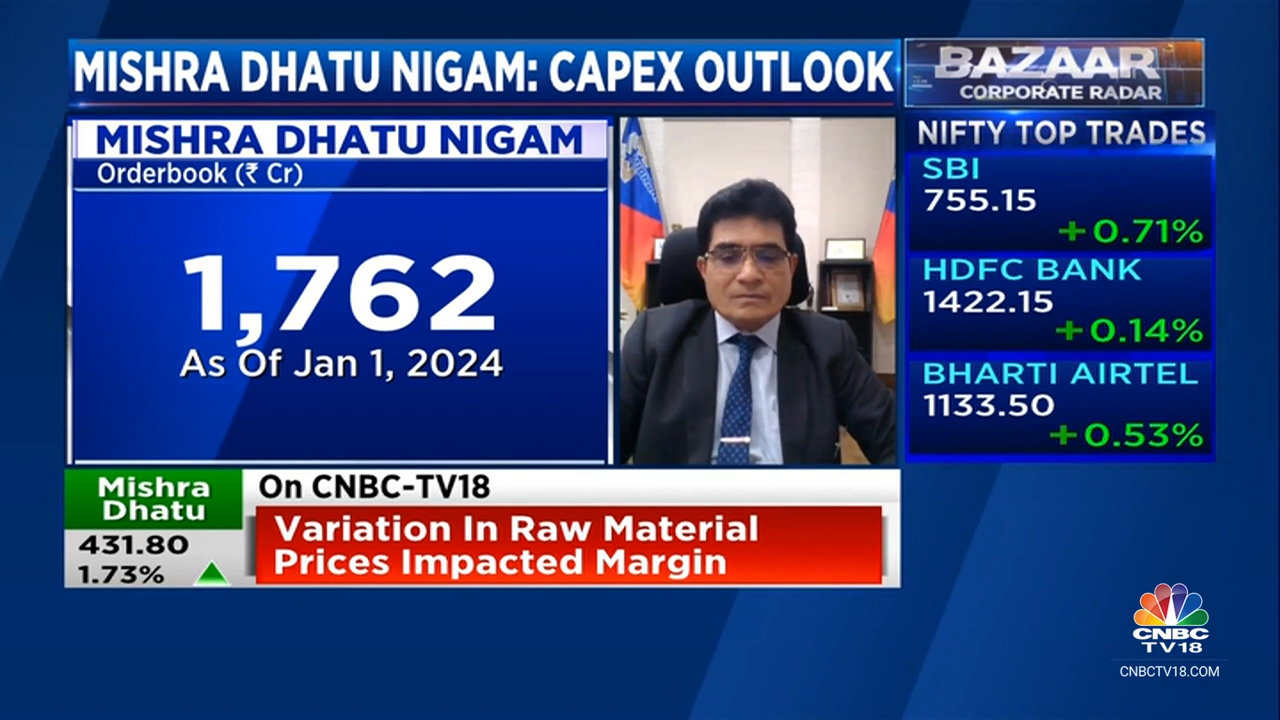 MISHRA DHATU NIGAM: CAPEX OUTLOOK
BAZAAR
CORPORATE RADAR
MISHRA DHATU NIGAM
Orderbook (₹ Cr)
1,762
As Of Jan 1, 2024
NIFTY TOP TRADES
SBI
755.15
+0.71%
HDFC BANK
1422.15
+0.14%
BHARTI AIRTEL
1133.50
+0.53%
Mishra
Dhatu
431.80
1.73%
On CNBC-TV18
Variation In Raw Material
Prices Impacted Margin
CNBC
TV18
CNBCTV18.COM